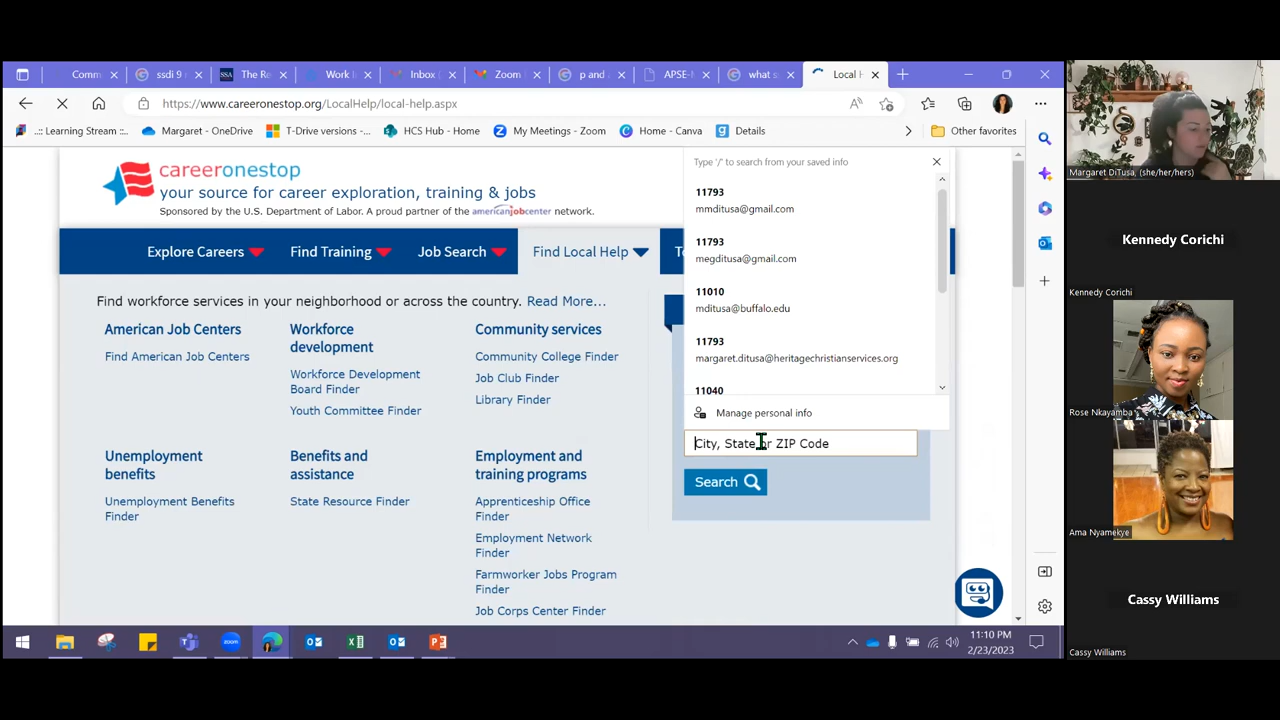 Comm
ssdi 9
The Re
Work I
Inbox (
Zoom
p and
APSE-
what s
Local H
https://www.careeronestop.org/LocalHelp/local-help.aspx
.:: Learning Stream ::.
Margaret - OneDrive
T-Drive versions -...
HCS Hub - Home
My Meetings - Zoom
Home - Canva
Details
Other favorites
careeronestop
your source for career exploration, training & jobs
Sponsored by the U.S. Department of Labor. A proud partner of the americanjobcenter network.
Explore Careers
Find Training
Job Search
Find Local Help
Find workforce services in your neighborhood or across the country. Read More...
American Job Centers
Find American Job Centers
Workforce
development
Workforce Development
Board Finder
Youth Committee Finder
Community services
Community College Finder
Job Club Finder
Library Finder
Unemployment
benefits
Unemployment Benefits
Finder
Benefits and
assistance
State Resource Finder
Employment and
training programs
Apprenticeship Office
Finder
Employment Network
Finder
Farmworker Jobs Program
Finder
Job Corps Center Finder
Type '/' to search from your saved info
11793
mmditusa@gmail.com
11793
megditusa@gmail.com
11010
mditusa@buffalo.edu
11793
margaret.ditusa@heritagechristianservices.org
11040
Manage personal info
City, State or ZIP Code
Search
11:10 PM
2/23/2023
Margaret DiTusa, (she/her/hers)
Kennedy Corichi
Kennedy Corichi
Rose Nkayamba
Ama Nyamekye
Cassy Williams
Cassy Williams